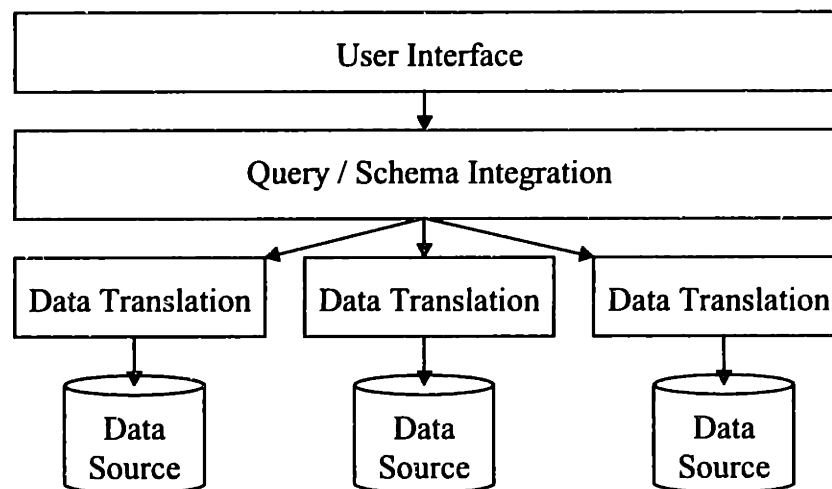 User Interface
Query / Schema Integration
Data Translation
Data Translation
Data Translation
Data
Source
Data
Source
Data
Source